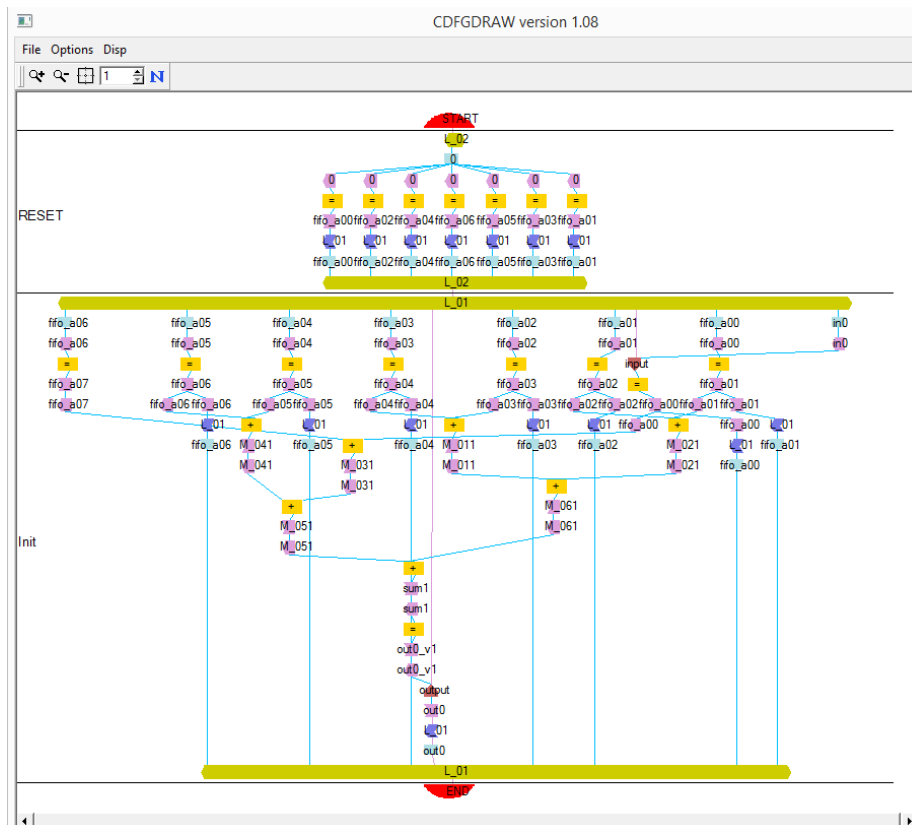 CDFGDRAW version 1.08
File Options Disp
1 N
START
L_02
0
0 0 0 0 0 0 0
= = = = = = =
RESET
fifo_a00 fifo_a02 fifo_a04 fifo_a06 fifo_a05 fifo_a03 fifo_a01
L_01 L_01 L_01 L_01 L_01 L_01 L_01
fifo_a00 fifo_a02 fifo_a04 fifo_a06 fifo_a05 fifo_a03 fifo_a01
L_02
L_01
fifo_a06 fifo_a05 fifo_a04 fifo_a03 fifo_a02 fifo_a01 fifo_a00 in0
fifo_a06 fifo_a05 fifo_a04 fifo_a03 fifo_a02 fifo_a01 fifo_a00 in0
= = = = = = input =
fifo_a07 fifo_a06 fifo_a05 fifo_a04 fifo_a03 fifo_a02 = fifo_a01
fifo_a07 fifo_a06 fifo_a06 fifo_a05 fifo_a05 fifo_a04 fifo_a04 fifo_a03 fifo_a03 fifo_a02 fifo_a02 fifo_a00 fifo_a01 fifo_a01
L_01 + L_01 L_01 + L_01 L_01 fifo_a00 + fifo_a00 L_01
fifo_a06 M_041 fifo_a05 + fifo_a04 M_011 fifo_a03 fifo_a02 M_021 L_01 fifo_a01
M_041 M_031 M_011 M_021 fifo_a00
M_031 +
+ M_061
M_051 M_061
Init
M_051
+
sum1
sum1
=
out0_v1
out0_v1
output
out0
L_01
out0
L_01
END